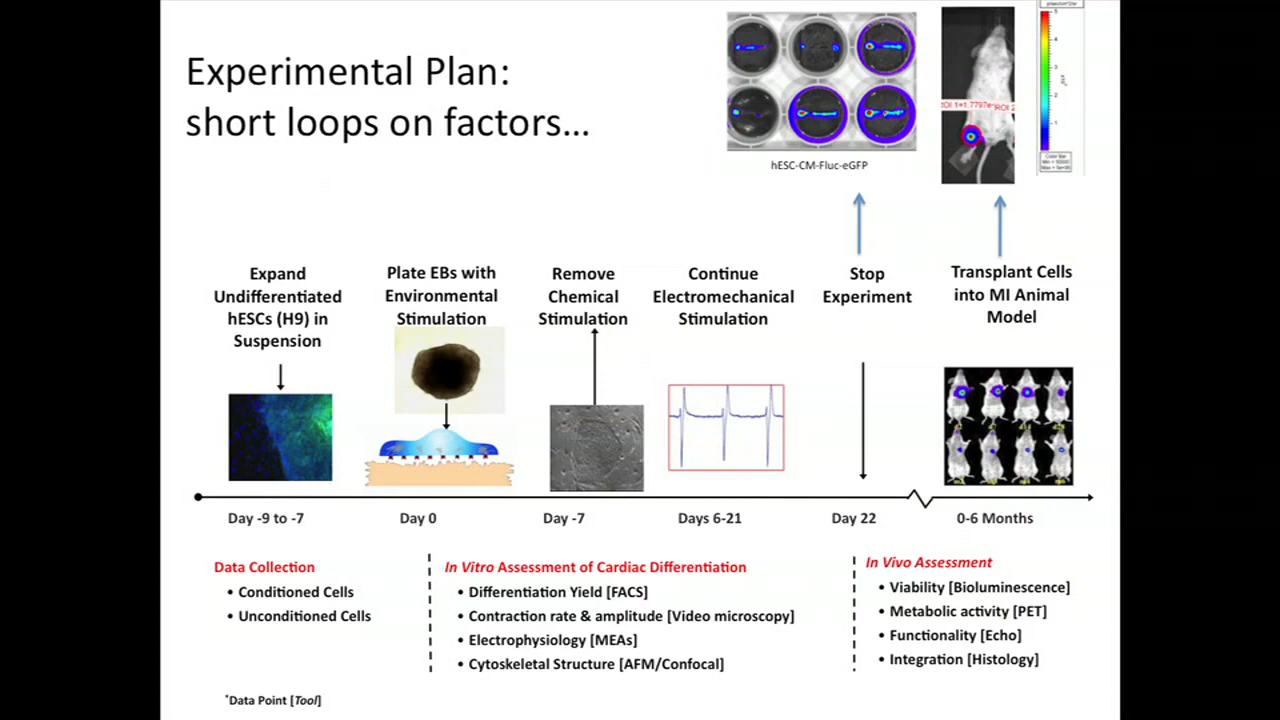 Experimental Plan:
short loops on factors...
hESC-CM-Fluc-eGFP
Expand
Undifferentiated
hESCs (H9) in
Suspension
Plate EBs with
Environmental
Stimulation
Remove
Chemical
Stimulation
Continue
Electromechanical
Stimulation
Stop
Experiment
Transplant Cells
into MI Animal
Model
Day -9 to -7
Day 0
Day -7
Days 6-21
Day 22
0-6 Months
Data Collection
• Conditioned Cells
• Unconditioned Cells
In Vitro Assessment of Cardiac Differentiation
• Differentiation Yield [FACS]
• Contraction rate & amplitude [Video microscopy]
• Electrophysiology [MEAs]
• Cytoskeletal Structure [AFM/Confocal]
In Vivo Assessment
• Viability [Bioluminescence]
• Metabolic activity [PET]
• Functionality [Echo]
• Integration [Histology]
*Data Point [Tool]